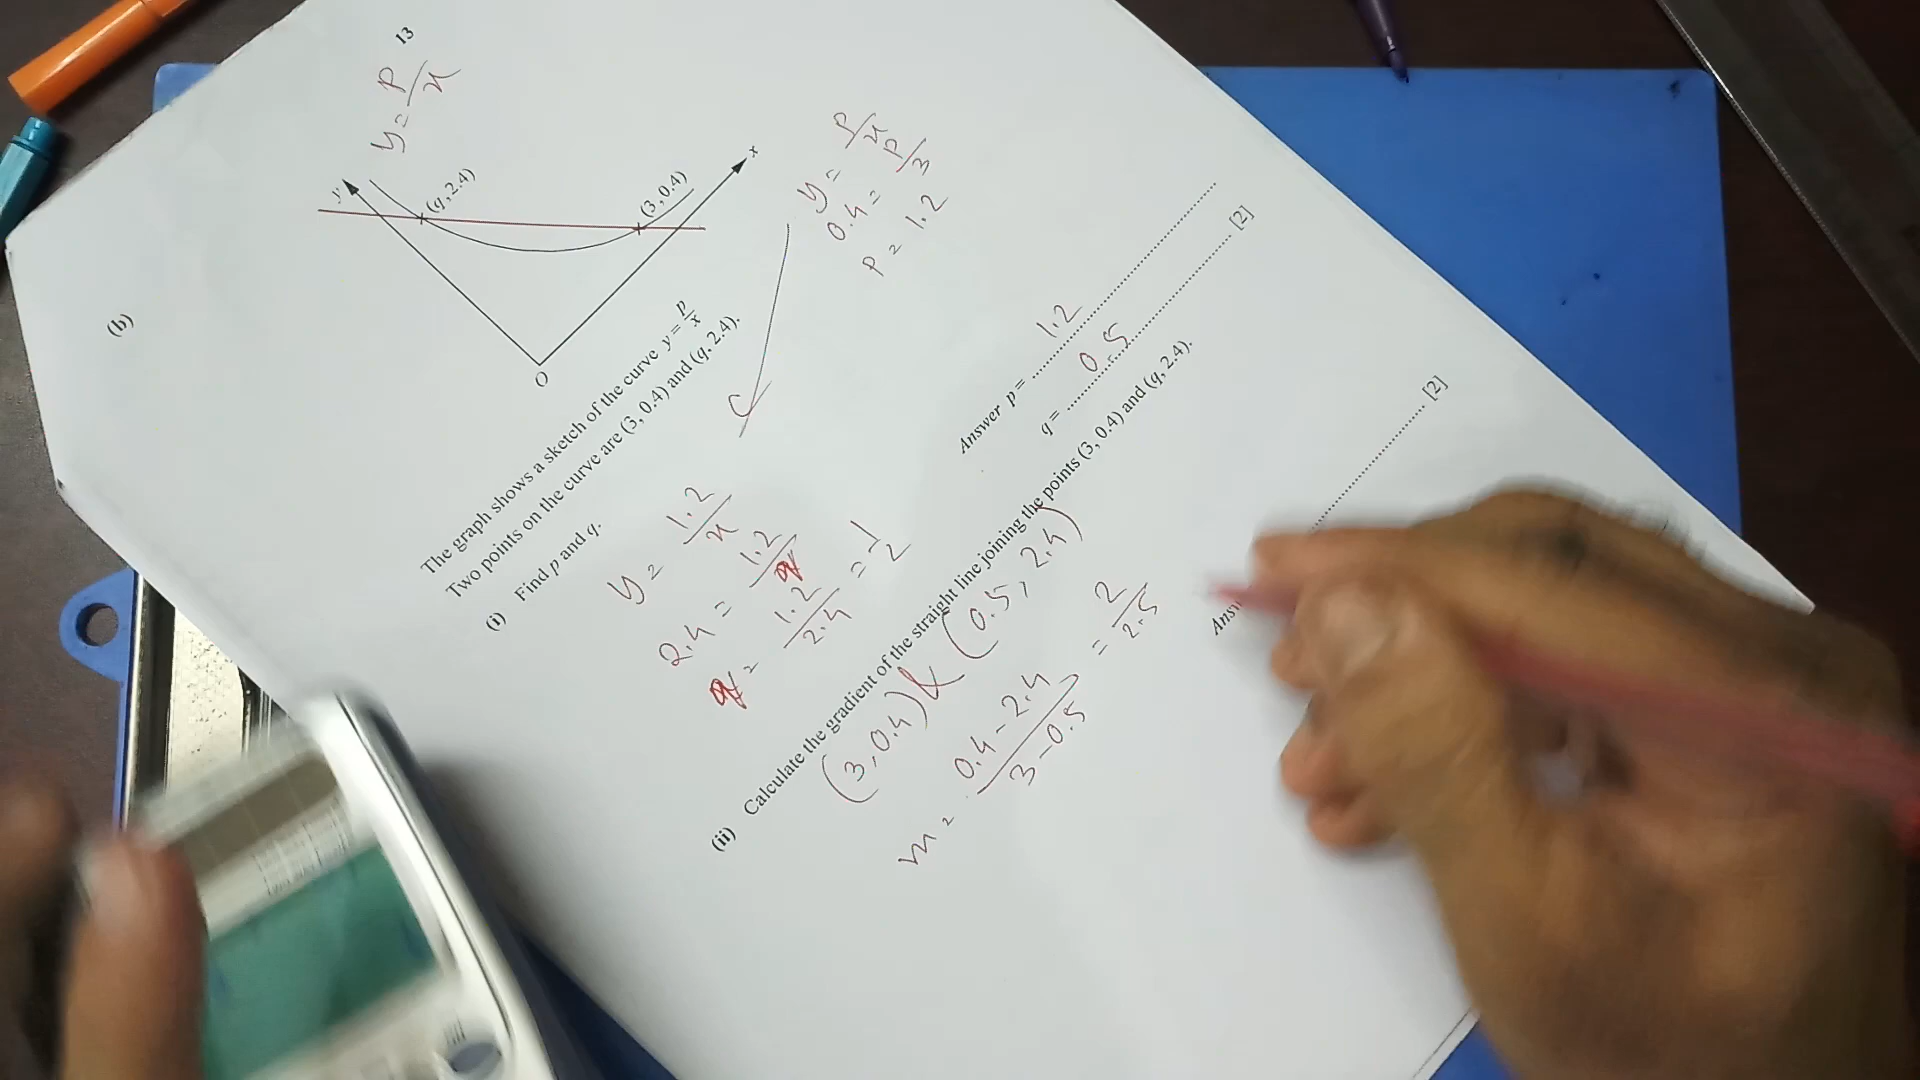 13
(b)
y = p/x
y
(q, 2.4)
(3, 0.4)
x
O
y = p/x
0.4 = p/3
p = 1.2
The graph shows a sketch of the curve y = p/x
Two points on the curve are (3, 0.4) and (q, 2.4).
(i) Find p and q.
y = 1.2/x
2.4 = 1.2/q
q = 1.2/2.4 = 1/2
Answer p = 1.2
q = 0.5 [2]
(ii) Calculate the gradient of the straight line joining the points (3, 0.4) and (q, 2.4).
(3, 0.4) & (0.5, 2.4)
m = 0.4 - 2.4/3 - 0.5 = 2/2.5
[2]